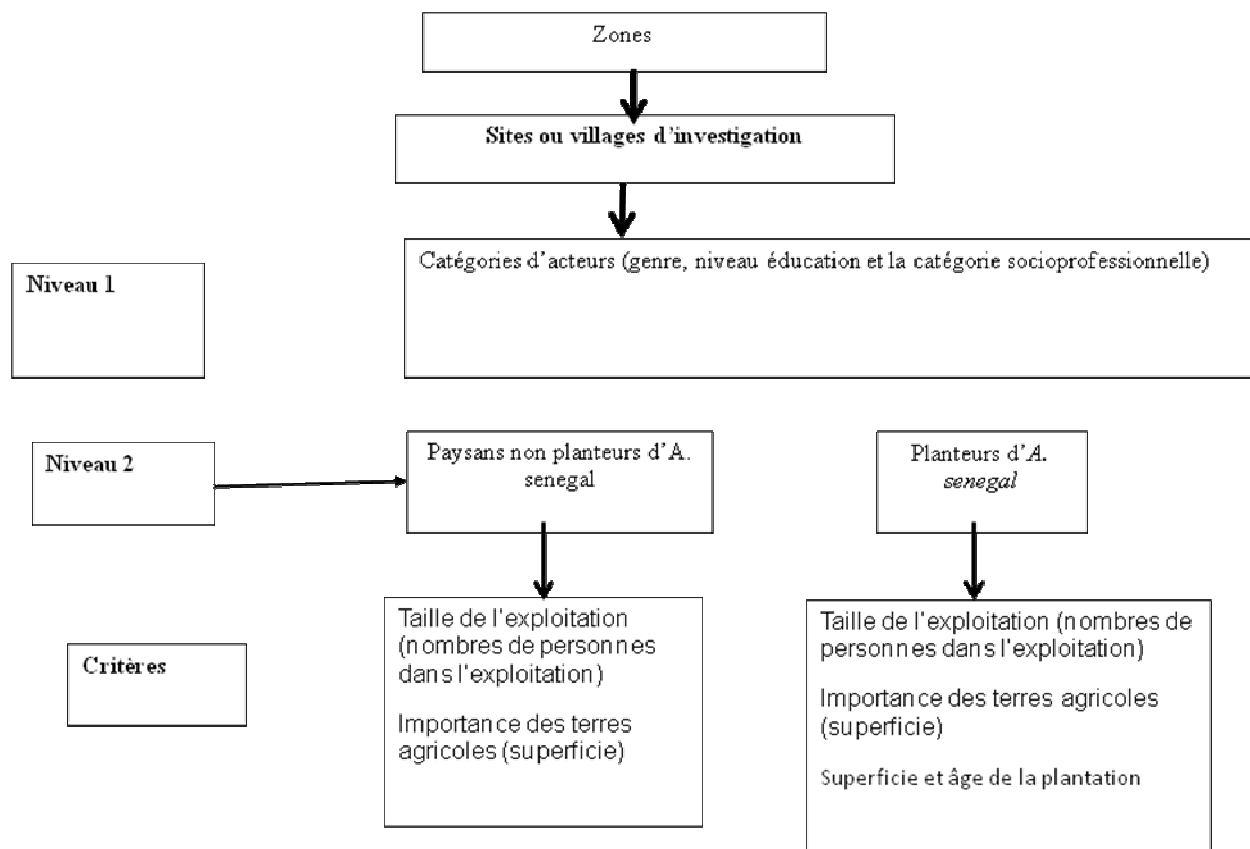 Zones
Sites ou villages d’investigation
Catégories d’acteurs (genre, niveau éducation et la catégorie socioprofessionnelle)
Niveau 1
Niveau 2
Paysans non planteurs d’A.
senegal
Planteurs d’A.
senegal
Critères
Taille de l’exploitation
(nombres de personnes
dans l’exploitation)
Importance des terres
agricoles (superficie)
Taille de l’exploitation (nombres de
personnes dans l’exploitation)
Importance des terres agricoles
(superficie)
Superficie et âge de la plantation